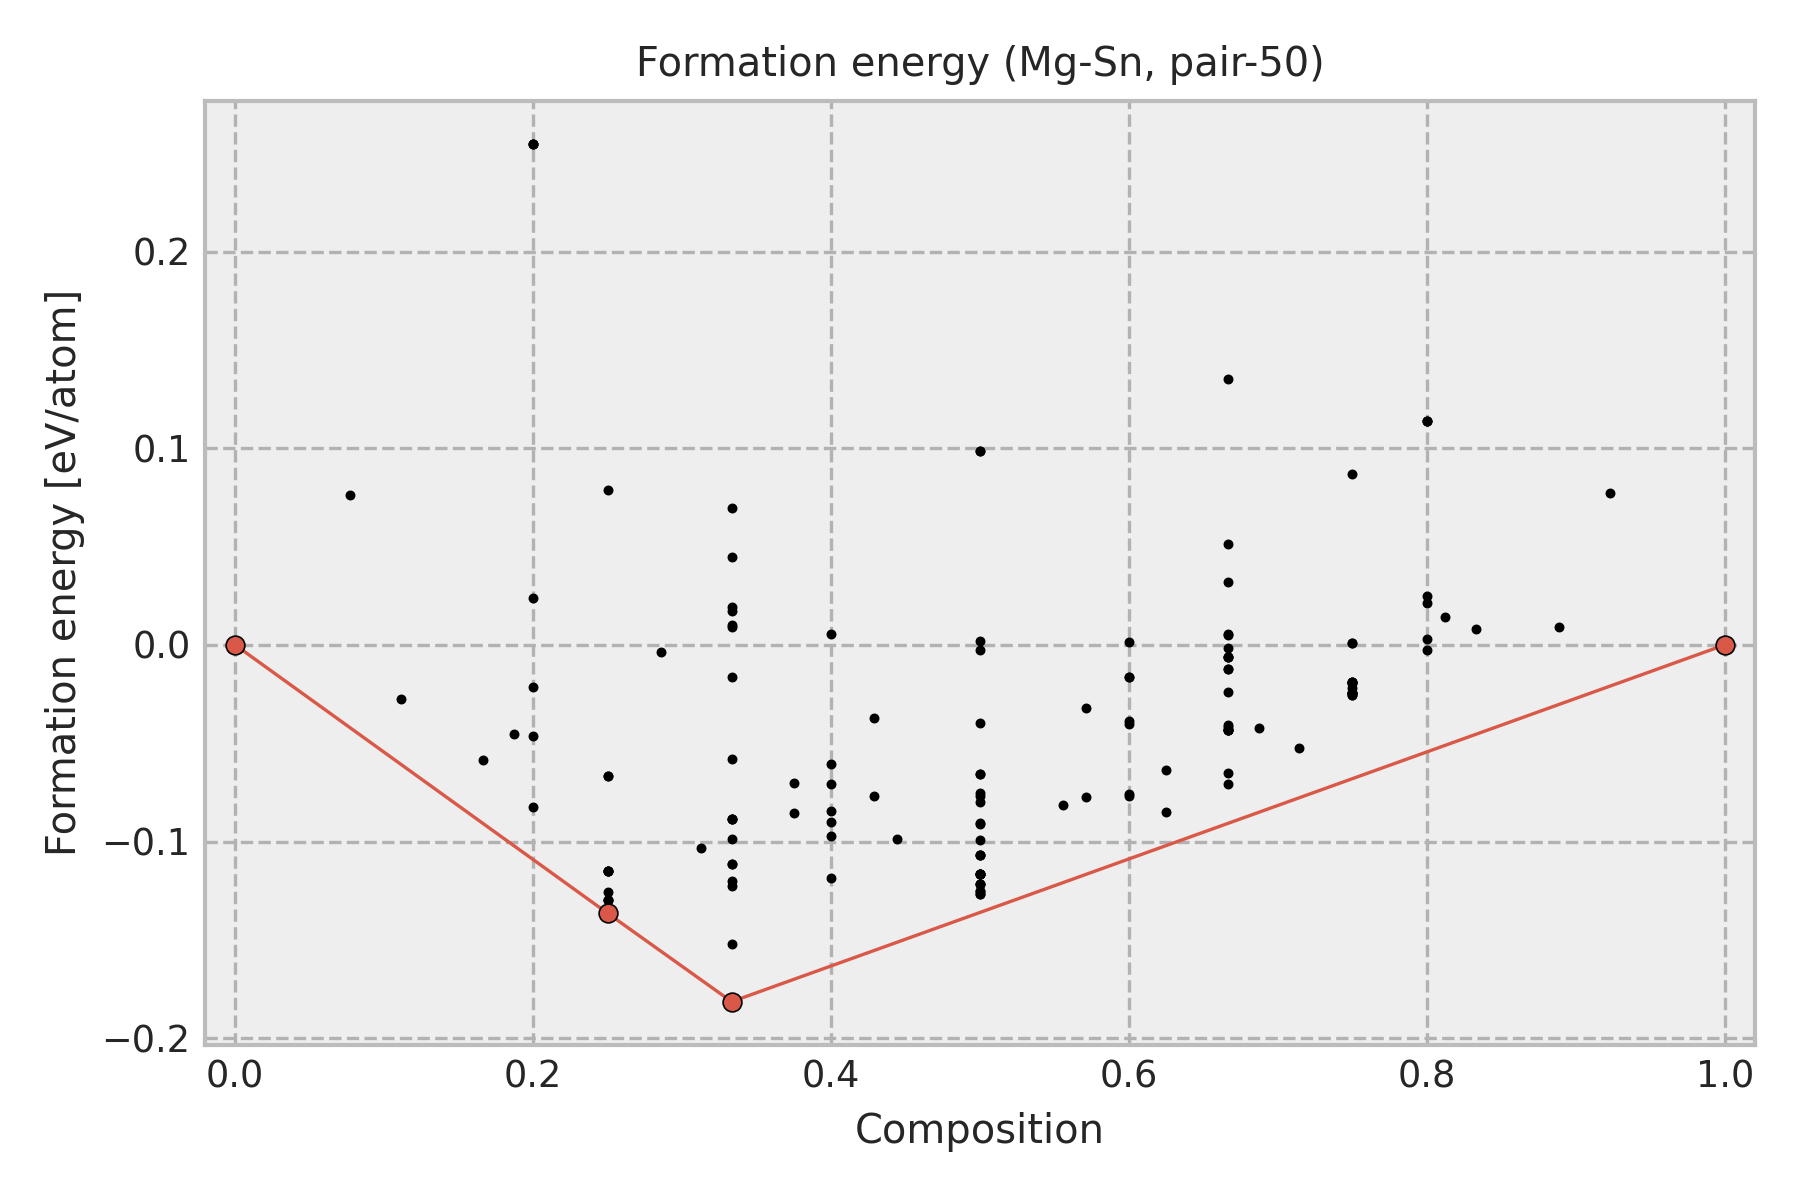 Formation energy (Mg-Sn, pair-50)
Formation energy [eV/atom]
0.2
0.1
0.0
−0.1
−0.2
0.0 0.2 0.4 0.6 0.8 1.0
Composition